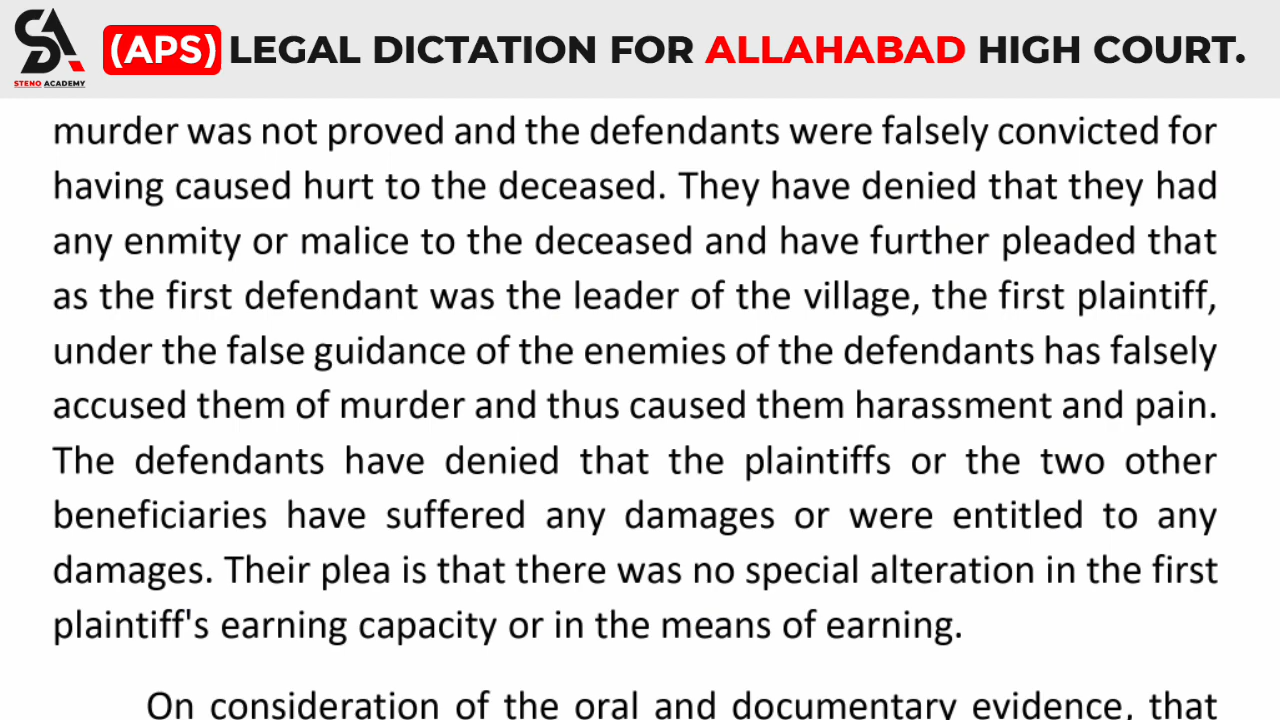 SA
STENO ACADEMY
(APS) LEGAL DICTATION FOR ALLAHABAD HIGH COURT.
murder was not proved and the defendants were falsely convicted for
having caused hurt to the deceased. They have denied that they had
any enmity or malice to the deceased and have further pleaded that
as the first defendant was the leader of the village, the first plaintiff,
under the false guidance of the enemies of the defendants has falsely
accused them of murder and thus caused them harassment and pain.
The defendants have denied that the plaintiffs or the two other
beneficiaries have suffered any damages or were entitled to any
damages. Their plea is that there was no special alteration in the first
plaintiff's earning capacity or in the means of earning.
On consideration of the oral and documentary evidence, that